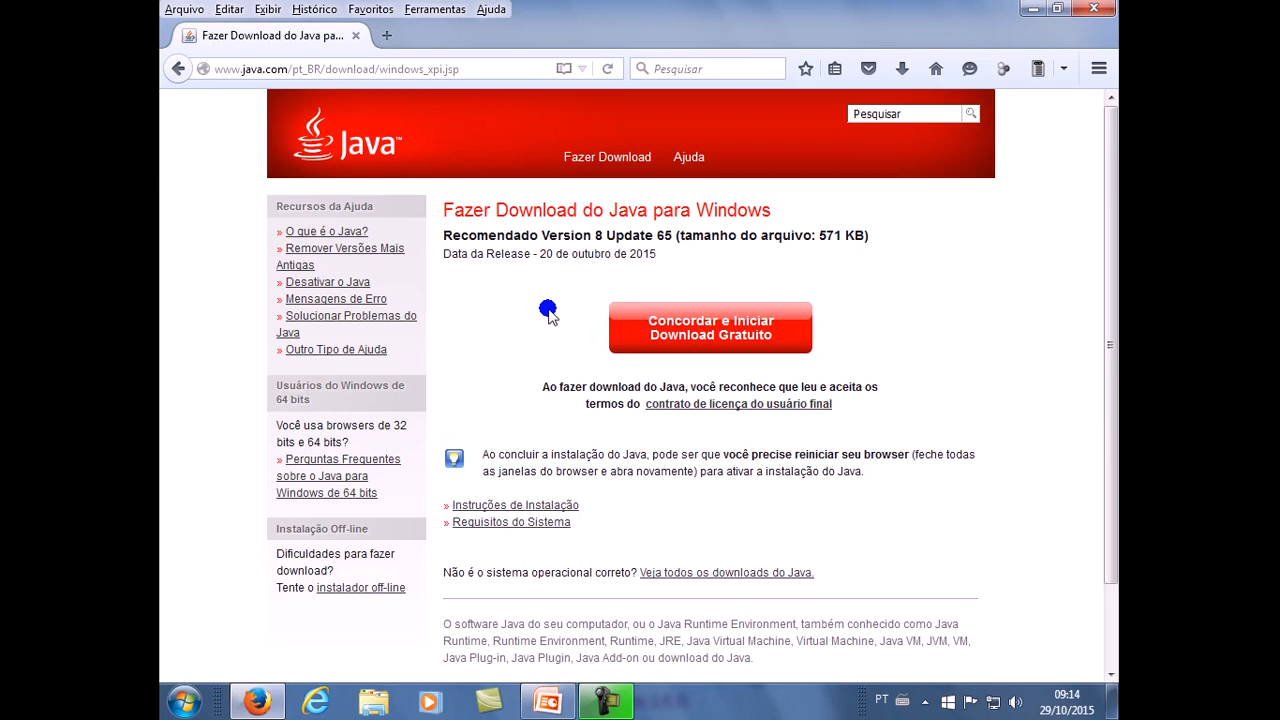 Arquivo Editar Exibir Histórico Favoritos Ferramentas Ajuda
Fazer Download do Java pa...
www.java.com/pt_BR/download/windows_xpi.jsp
Pesquisar
Java™
Pesquisar
Fazer Download Ajuda
Recursos da Ajuda
» O que é o Java?
» Remover Versões Mais
Antigas
» Desativar o Java
» Mensagens de Erro
» Solucionar Problemas do
Java
» Outro Tipo de Ajuda
Usuários do Windows de
64 bits
Você usa browsers de 32
bits e 64 bits?
» Perguntas Frequentes
sobre o Java para
Windows de 64 bits
Instalação Off-line
Dificuldades para fazer
download?
Tente o instalador off-line
Fazer Download do Java para Windows
Recomendado Version 8 Update 65 (tamanho do arquivo: 571 KB)
Data da Release - 20 de outubro de 2015
Concordar e Iniciar
Download Gratuito
Ao fazer download do Java, você reconhece que leu e aceita os
termos do contrato de licença do usuário final
Ao concluir a instalação do Java, pode ser que você precise reiniciar seu browser (feche todas
as janelas do browser e abra novamente) para ativar a instalação do Java.
» Instruções de Instalação
» Requisitos do Sistema
Não é o sistema operacional correto? Veja todos os downloads do Java.
O software Java do seu computador, ou o Java Runtime Environment, também conhecido como Java
Runtime, Runtime Environment, Runtime, JRE, Java Virtual Machine, Virtual Machine, Java VM, JVM, VM,
Java Plug-in, Java Plugin, Java Add-on ou download do Java.
PT
09:14
29/10/2015